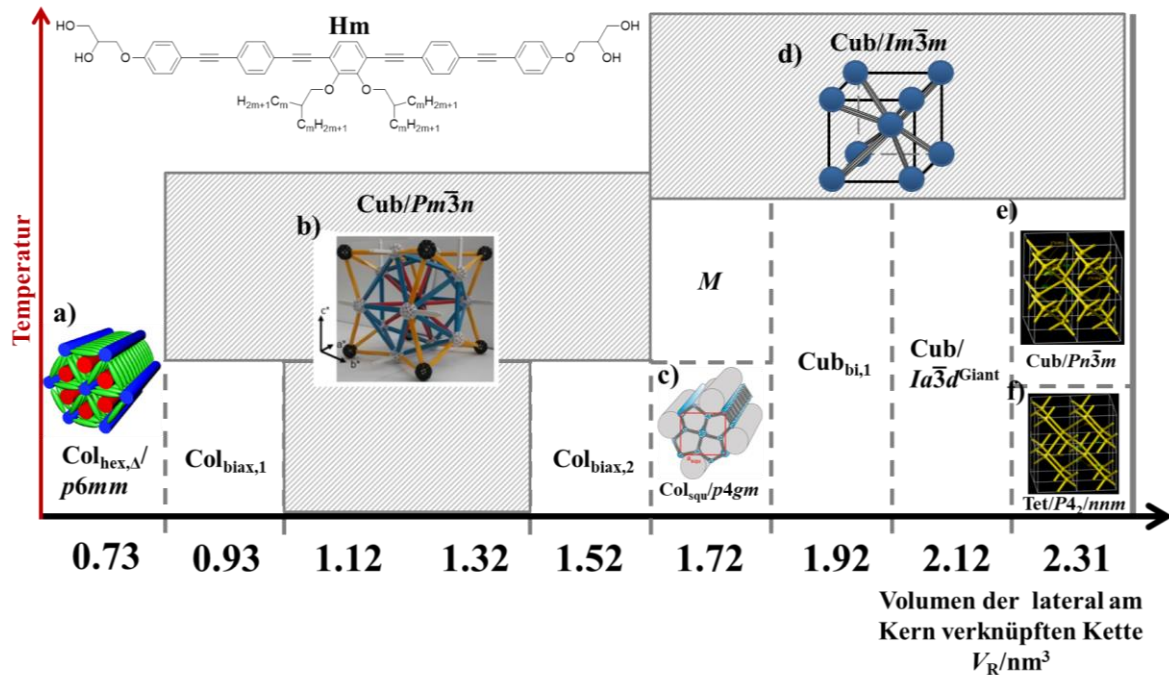 Hm
HO
HO
O
O
O
O
OH
OH
H2m+1Cm
CmH2m+1
CmH2m+1
CmH2m+1
Temperatur
a)
Colhex,Δ/
p6mm
Colbiax,1
Cub/Pm3̅n
b)
c*
a*
b*
Colbiax,2
d)
Cub/Im3̅m
M
c)
asqu
Colsqu/p4gm
Cubbi,1
Cub/
Ia3̅dGiant
e)
Cub/Pn3̅m
f)
Tet/P42/nnm
0.73
0.93
1.12
1.32
1.52
1.72
1.92
2.12
2.31
Volumen der lateral am
Kern verknüpften Kette
VR/nm³